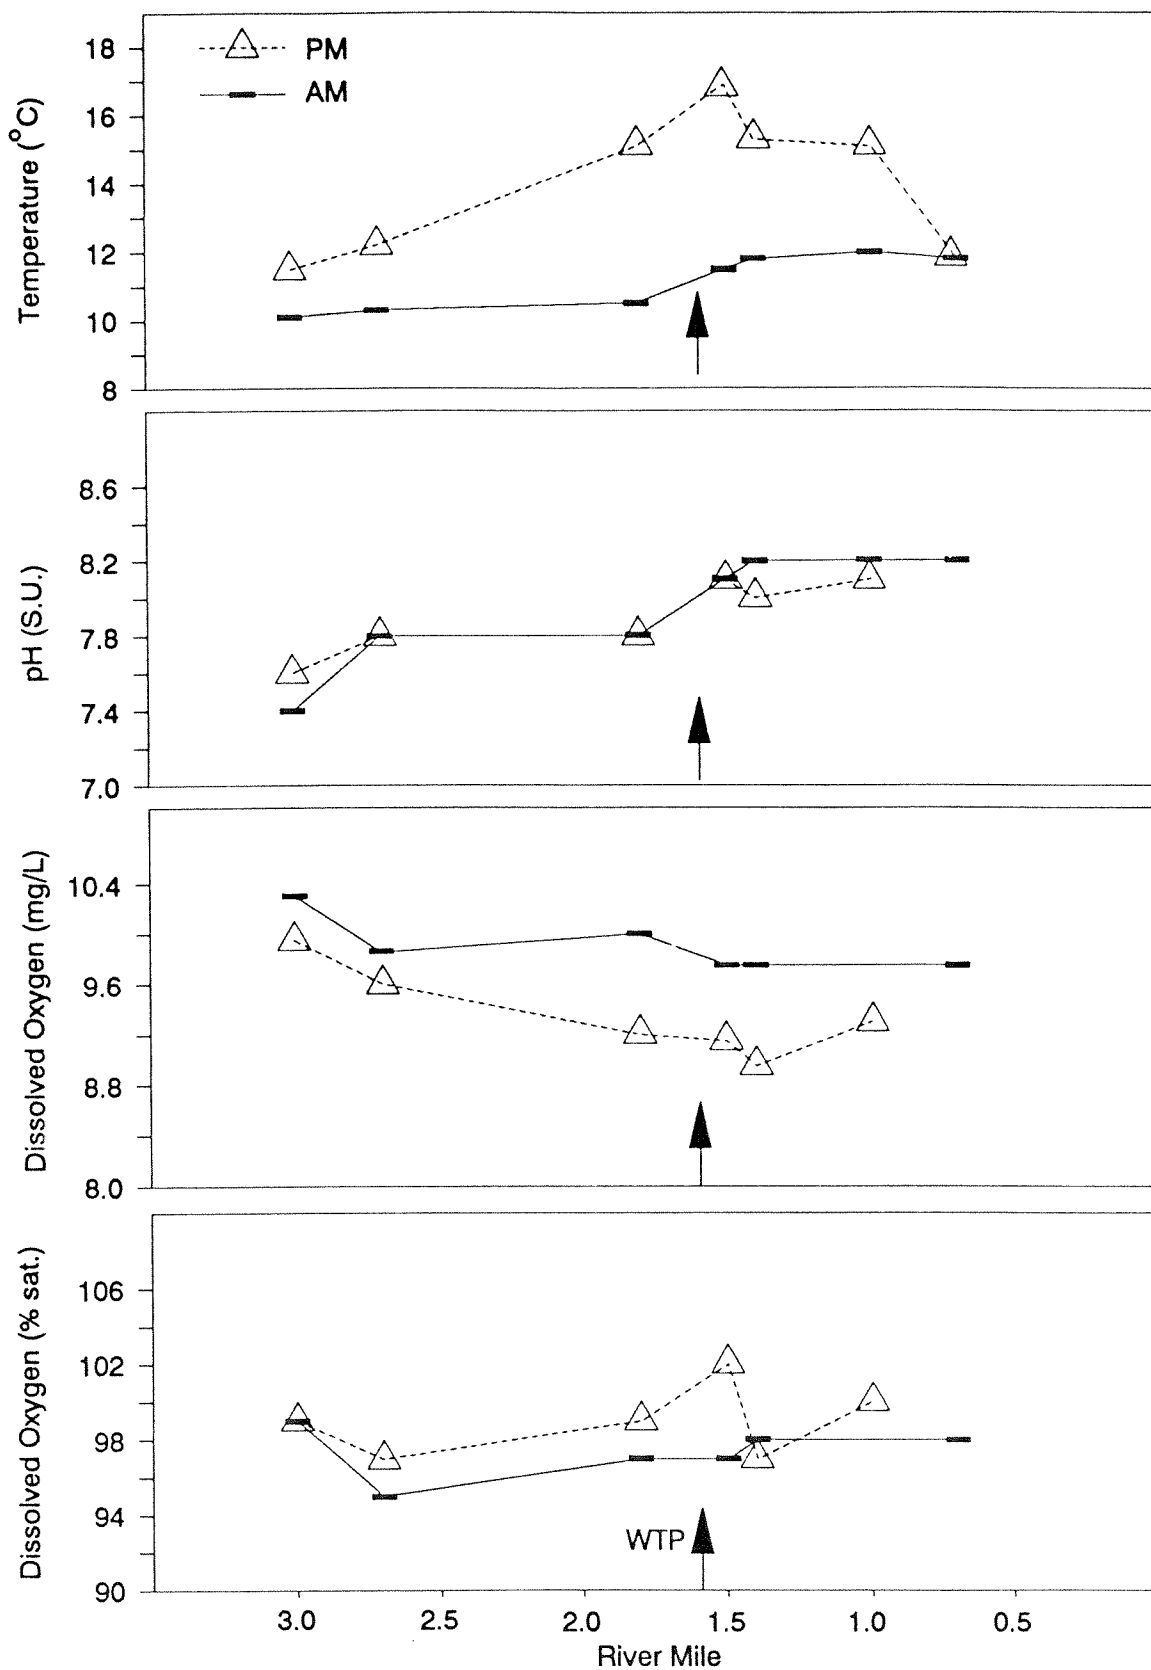 PM
AM
Temperature (°C)
18
16
14
12
10
8
pH (S.U.)
8.6
8.2
7.8
7.4
7.0
Dissolved Oxygen (mg/L)
10.4
9.6
8.8
8.0
Dissolved Oxygen (% sat.)
106
102
98
94
90
WTP
3.0 2.5 2.0 1.5 1.0 0.5
River Mile